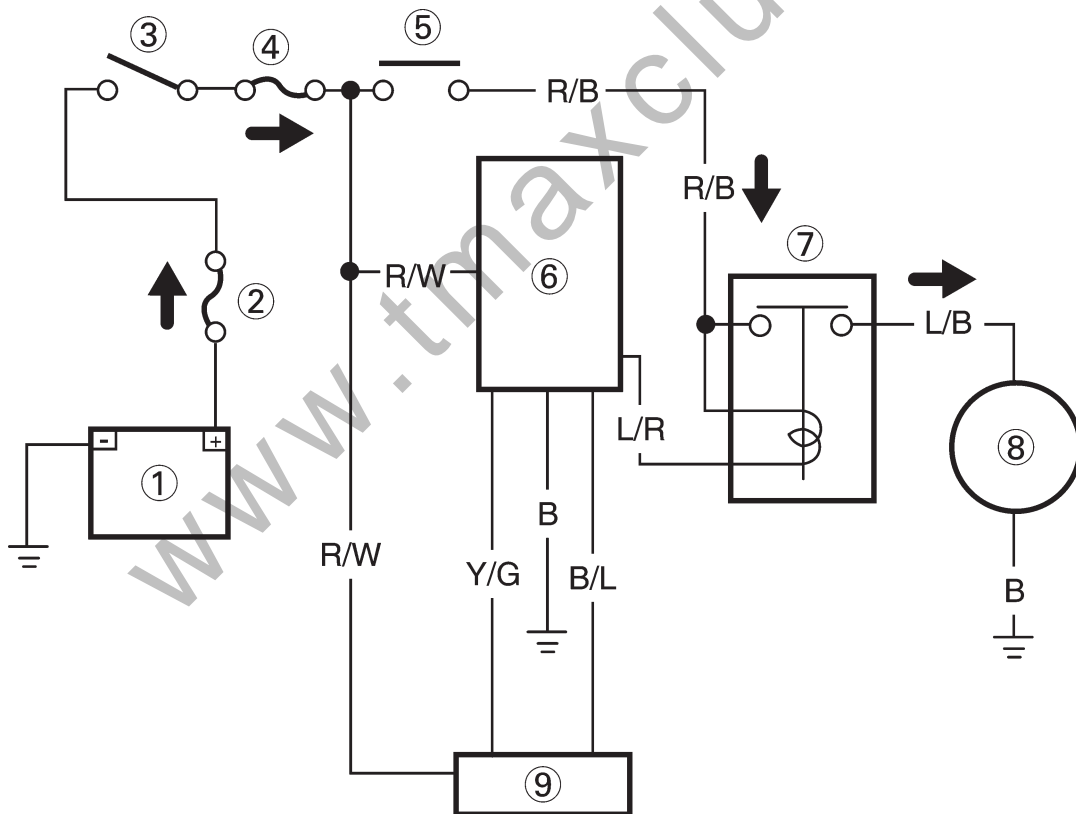 ③
④
⑤
R/B
R/B
⑦
R/W
⑥
②
L/B
- +
①
L/R
⑧
R/W
Y/G
B
B/L
B
⑨
www.tmaxclu